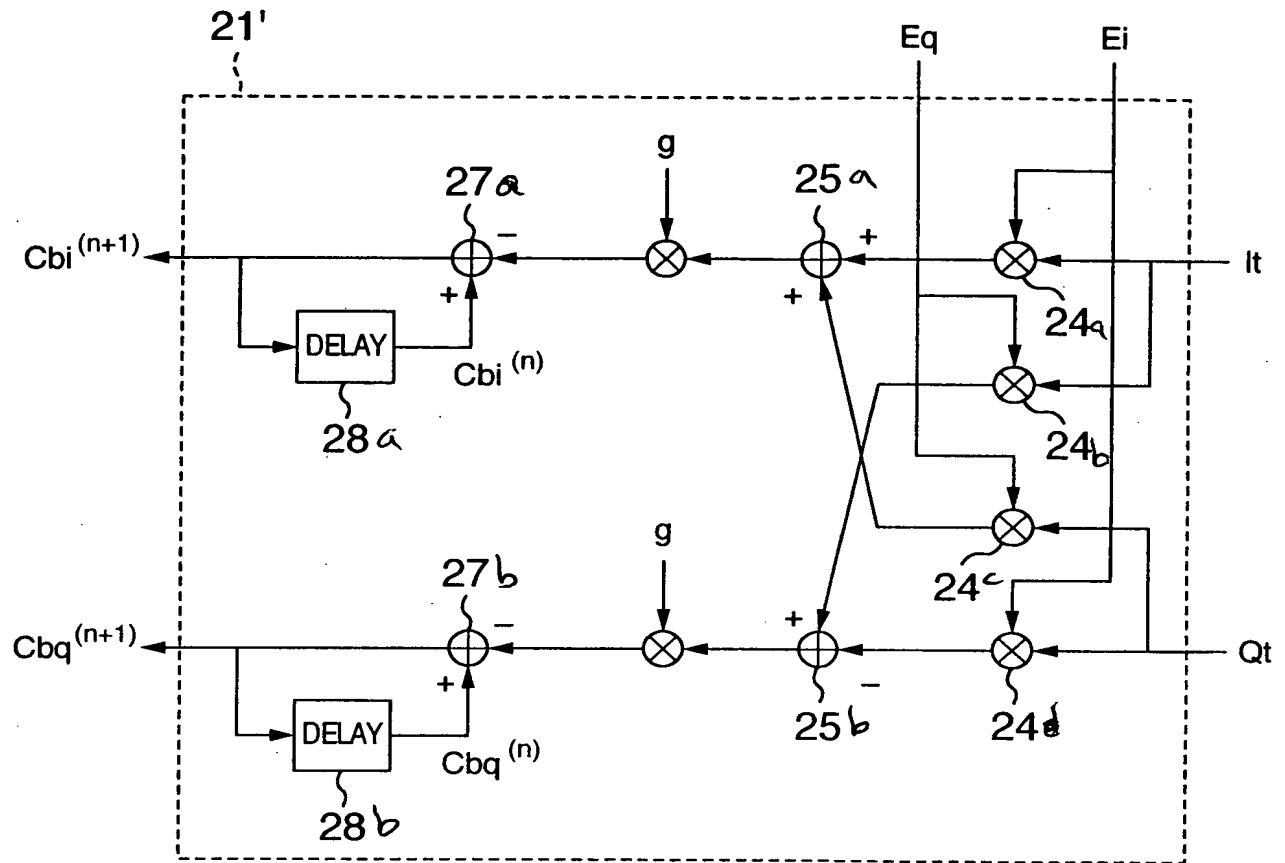 21'
Eq
Ei
g
27a
25a
Cbi (n+1)
−
+
It
+
+
24a
DELAY
Cbi (n)
28a
24b
g
27b
24c
Cbq (n+1)
−
+
Qt
+
−
DELAY
Cbq (n)
25b
24d
28b